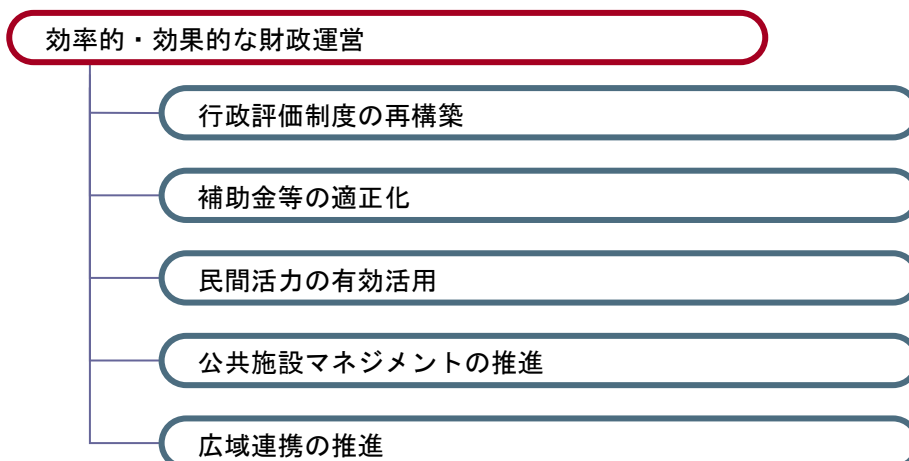 効率的・効果的な財政運営
行政評価制度の再構築
補助金等の適正化
民間活力の有効活用
公共施設マネジメントの推進
広域連携の推進